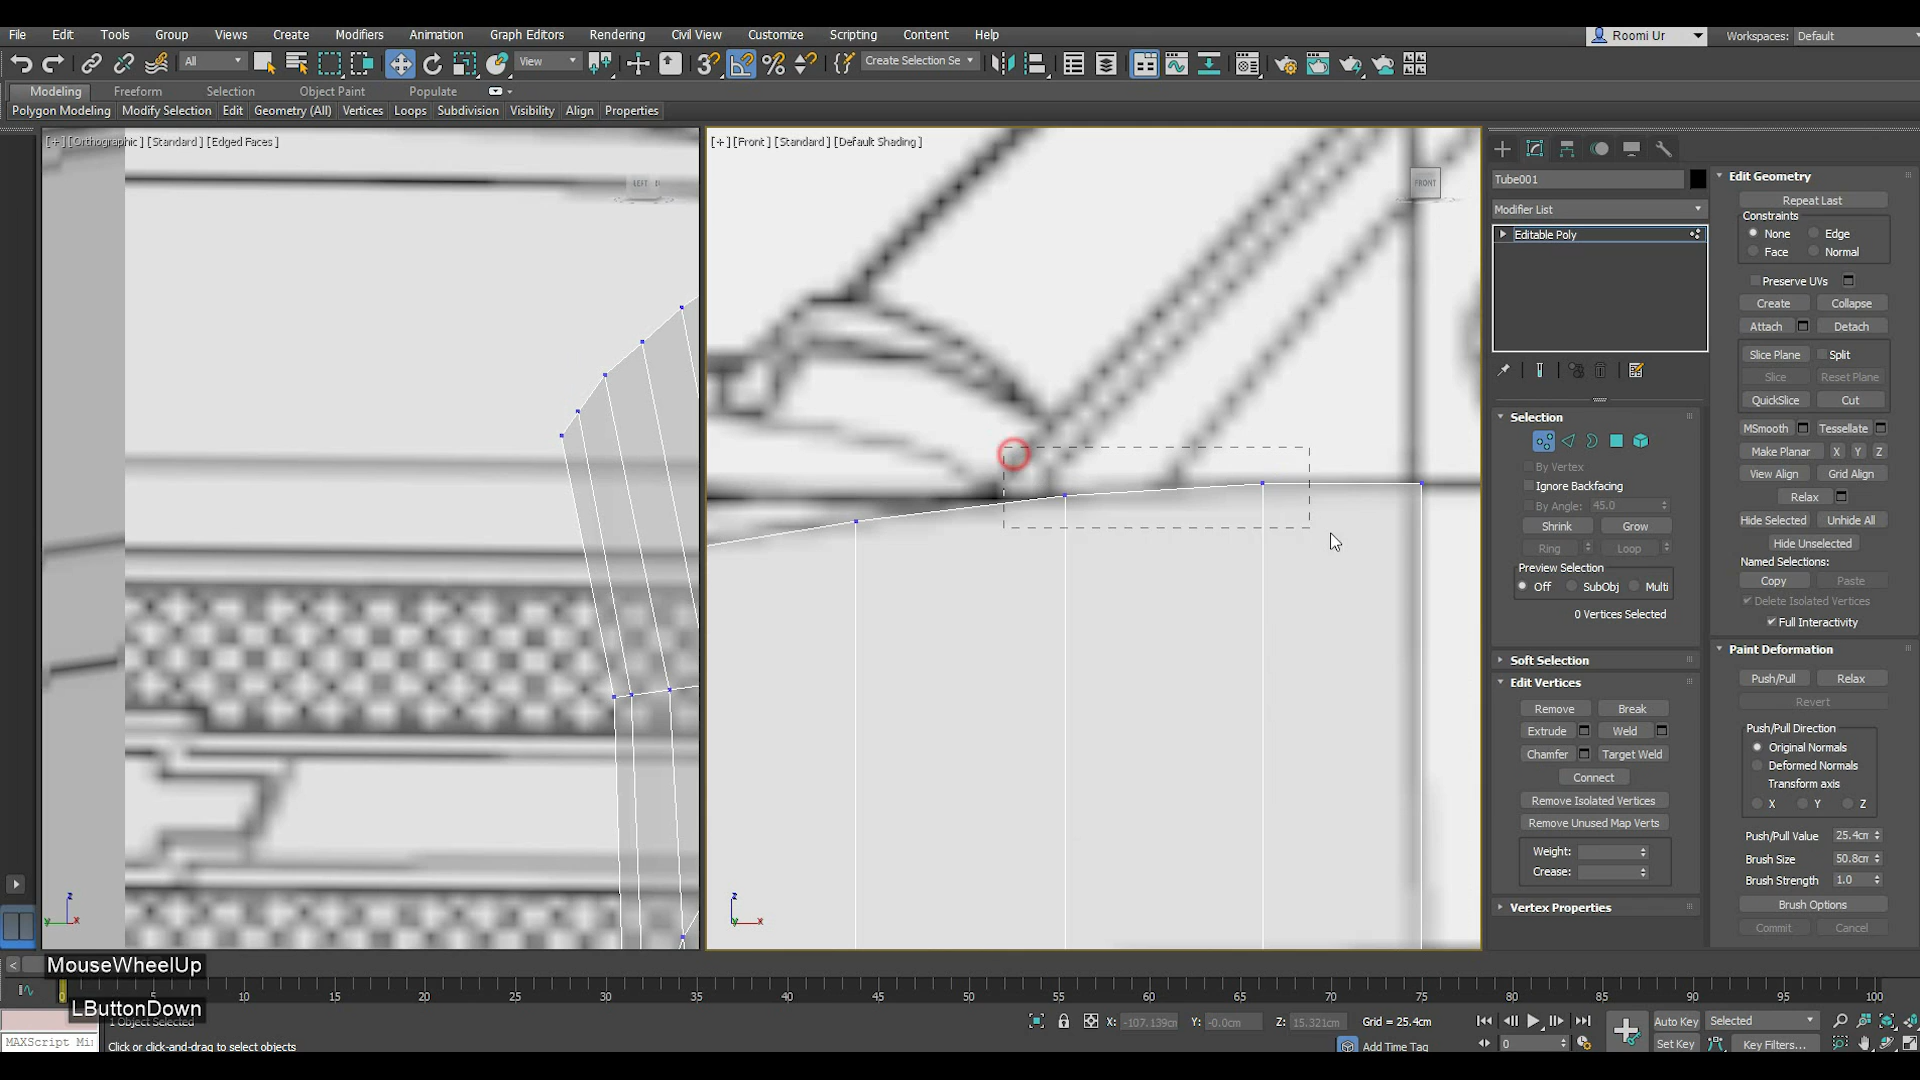 File Edit Tools Group Views Create Modifiers Animation Graph Editors Rendering Civil View Customize Scripting Content Help
Roomi Ur Workspaces: Default
All View Create Selection Se
Modeling Freeform Selection Object Paint Populate
Polygon Modeling Modify Selection Edit Geometry (All) Vertices Loops Subdivision Visibility Align Properties
[+] [Orthographic] [Standard] [Edged Faces]
LEFT
[+] [Front] [Standard] [Default Shading]
FRONT
Tube001
Modifier List
Editable Poly
Selection
By Vertex
Ignore Backfacing
By Angle: 45.0
Shrink Grow
Ring Loop
Preview Selection
Off SubObj Multi
0 Vertices Selected
Soft Selection
Edit Vertices
Remove Break
Extrude Weld
Chamfer Target Weld
Connect
Remove Isolated Vertices
Remove Unused Map Verts
Weight:
Crease:
Vertex Properties
Edit Geometry
Repeat Last
Constraints
None Edge
Face Normal
Preserve UVs
Create Collapse
Attach Detach
Slice Plane Split
Slice Reset Plane
QuickSlice Cut
MSmooth Tessellate
Make Planar X Y Z
View Align Grid Align
Relax
Hide Selected Unhide All
Hide Unselected
Named Selections:
Copy Paste
Delete Isolated Vertices
Full Interactivity
Paint Deformation
Push/Pull Relax
Revert
Push/Pull Direction
Original Normals
Deformed Normals
Transform axis
X Y Z
Push/Pull Value 25.4cm
Brush Size 50.8cm
Brush Strength 1.0
Brush Options
Commit Cancel
z
y x
z
y x
MouseWheelUp
LButtonDown
0 5 10 15 20 25 30 35 40 45 50 55 60 65 70 75 80 85 90 95 100
1 Object Selected
X: -107.139cm Y: -0.0cm Z: 15.321cm Grid = 25.4cm
Auto Key Selected
MAXScript Mi
Click or click-and-drag to select objects
Add Time Tag
0
Set Key Key Filters...